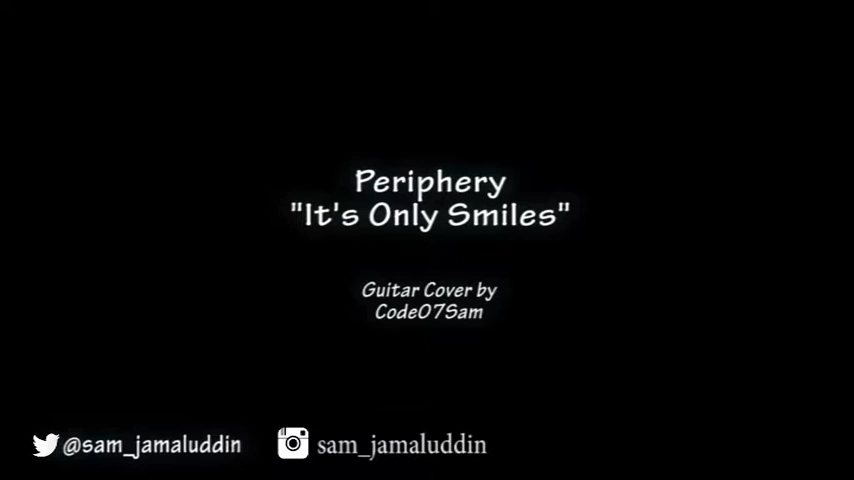 Periphery
"It's Only Smiles"
Guitar Cover by
Code07Sam
@sam_jamaluddin
sam_jamaluddin